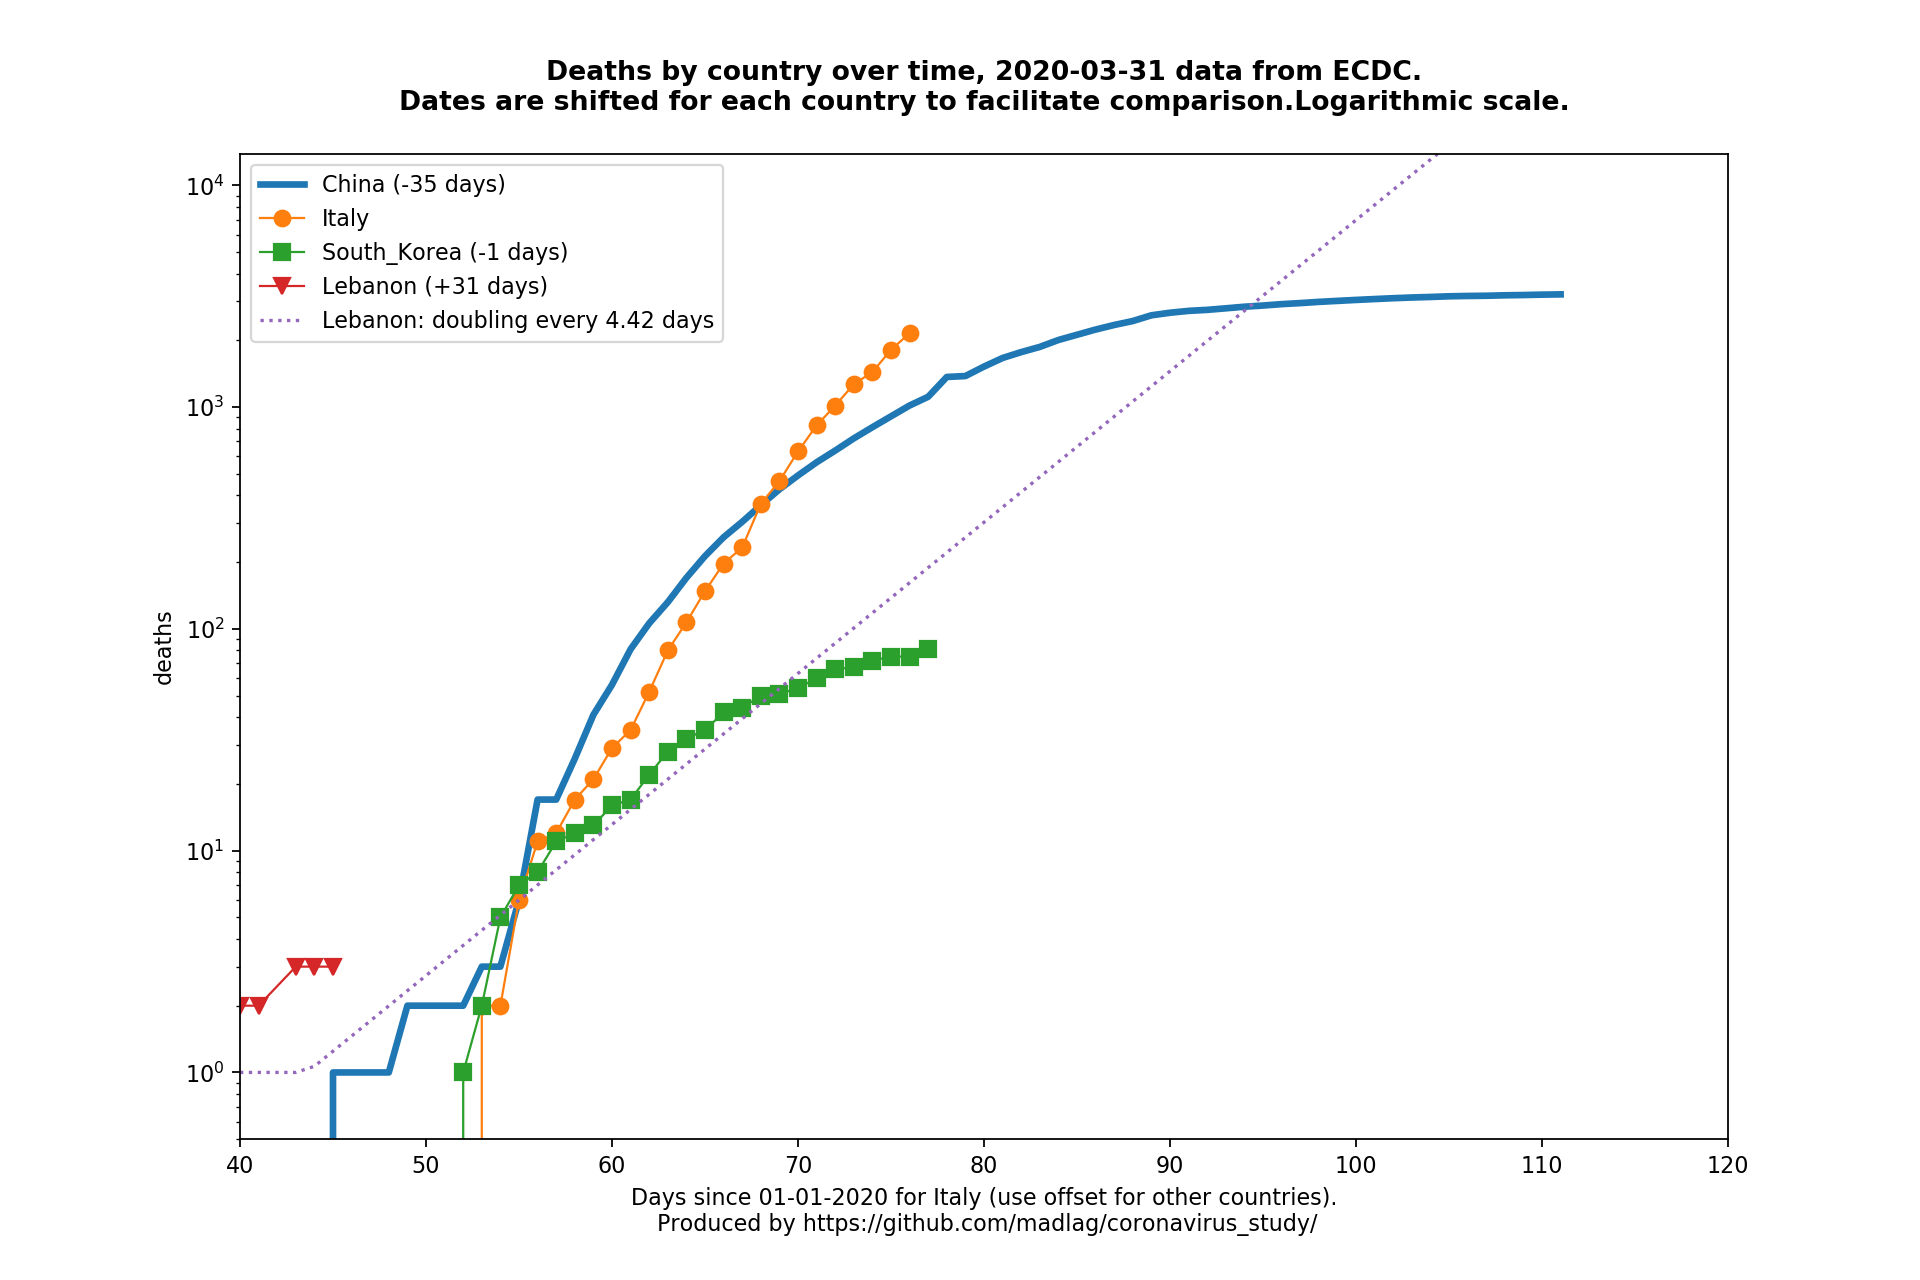 Deaths by country over time, 2020-03-31 data from ECDC.
Dates are shifted for each country to facilitate comparison.Logarithmic scale.
China (-35 days)
Italy
South_Korea (-1 days)
Lebanon (+31 days)
Lebanon: doubling every 4.42 days
10⁴
10³
10²
10¹
10⁰
deaths
40 50 60 70 80 90 100 110 120
Days since 01-01-2020 for Italy (use offset for other countries).
Produced by https://github.com/madlag/coronavirus_study/